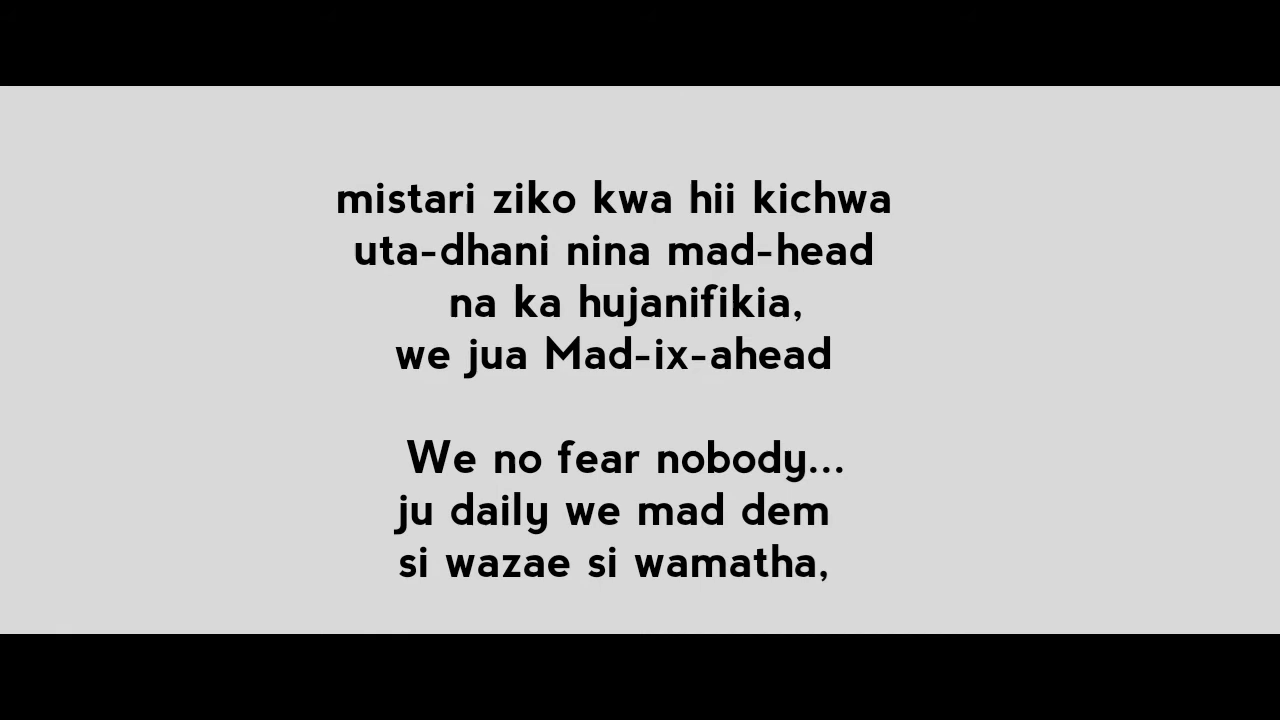 mistari ziko kwa hii kichwa
uta-dhani nina mad-head
na ka hujanifikia,
we jua Mad-ix-ahead
We no fear nobody...
ju daily we mad dem
si wazae si wamatha,